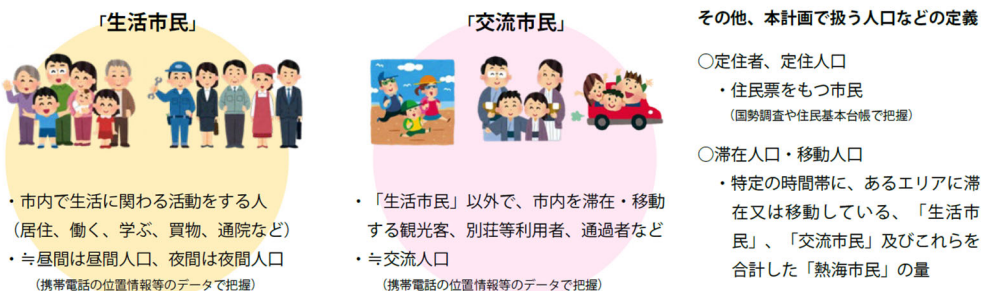 「生活市民」
・市内で生活に関わる活動をする人
（居住、働く、学ぶ、買物、通院など）
・≒昼間は昼間人口、夜間は夜間人口
（携帯電話の位置情報等のデータで把握）
「交流市民」
・「生活市民」以外で、市内を滞在・移動
する観光客、別荘等利用者、通過者など
・≒交流人口
（携帯電話の位置情報等のデータで把握）
その他、本計画で扱う人口などの定義
○定住者、定住人口
・住民票をもつ市民
（国勢調査や住民基本台帳で把握）
○滞在人口・移動人口
・特定の時間帯に、あるエリアに滞
在又は移動している、「生活市
民」、「交流市民」及びこれらを
合計した「熱海市民」の量